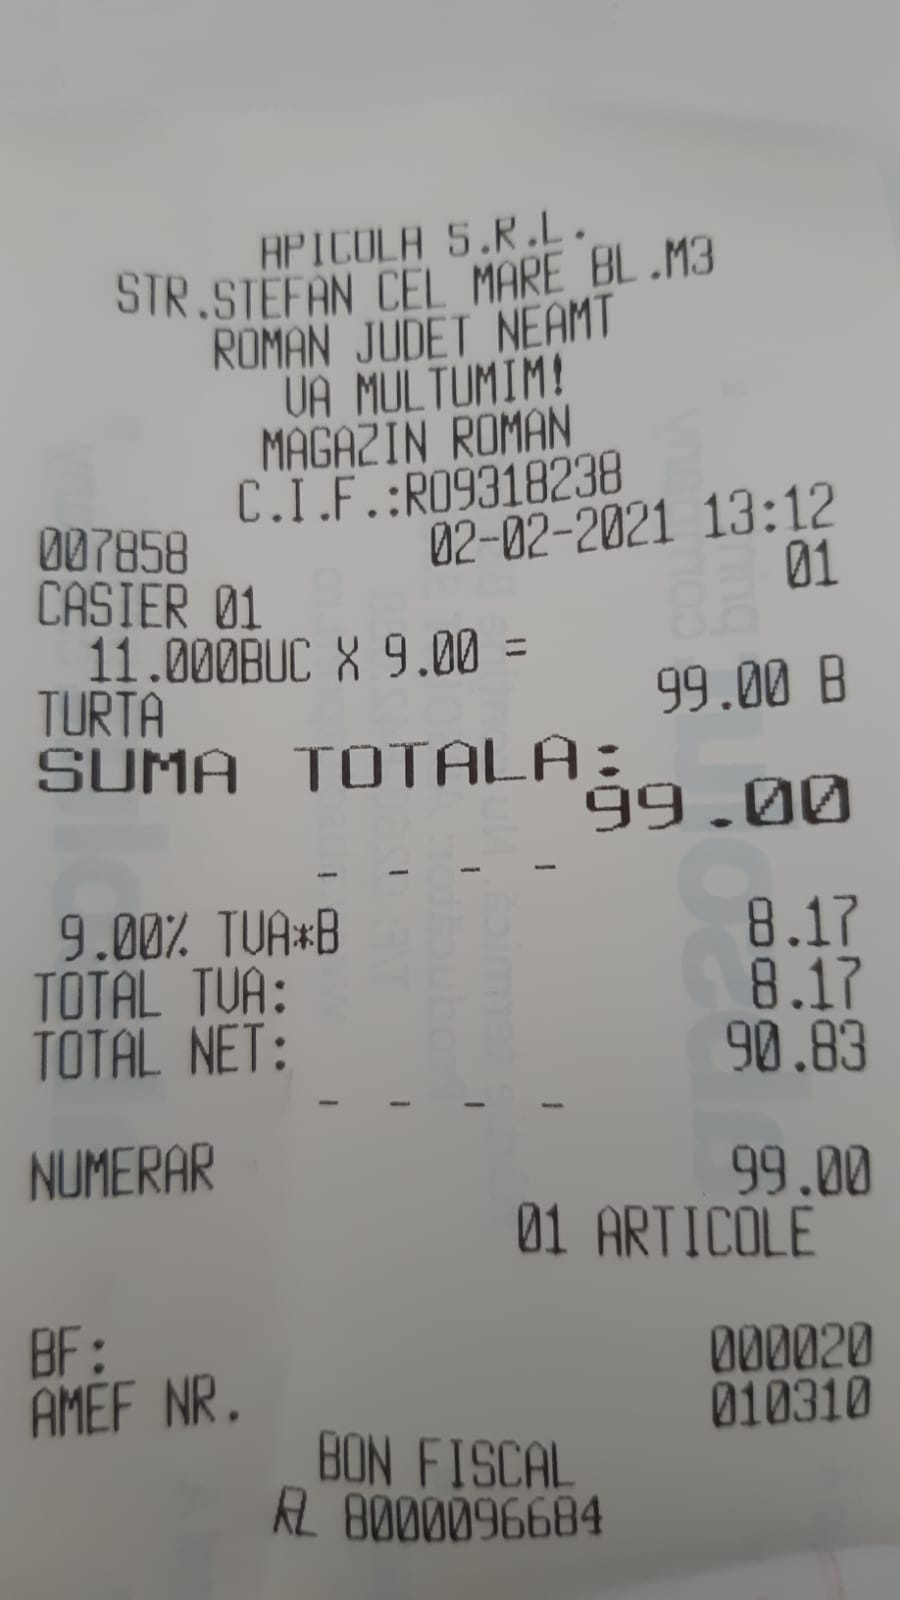 APICOLA S.R.L.
STR.STEFAN CEL MARE BL.M3
ROMAN JUDET NEAMT
VA MULTUMIM!
MAGAZIN ROMAN
C.I.F.:RO9318238
007858 02-02-2021 13:12
CASIER 01 01
11.000BUC X 9.00 =
TURTA 99.00 B
SUMA TOTALA:
99.00
- - - -
9.00% TVA*B 8.17
TOTAL TVA: 8.17
TOTAL NET: 90.83
- - - -
NUMERAR 99.00
01 ARTICOLE
BF: 000020
AMEF NR. 010310
BON FISCAL
8000096684